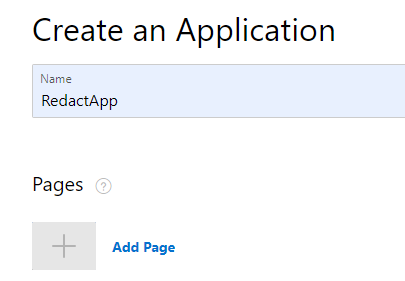 Create an Application
Name
RedactApp
Pages ?
Add Page